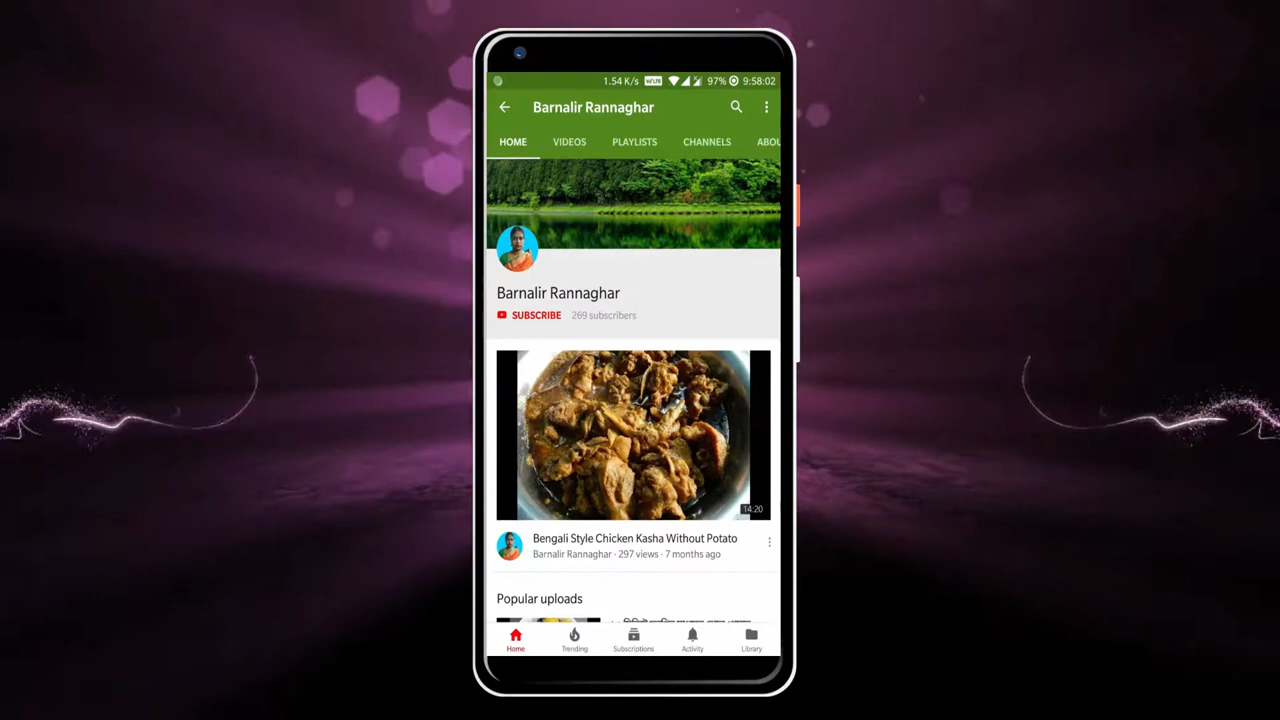 1.54 K/s VoLTE 97% 9:58:02
Barnalir Rannaghar
HOME VIDEOS PLAYLISTS CHANNELS ABOU
Barnalir Rannaghar
SUBSCRIBE 269 subscribers
14:20
Bengali Style Chicken Kasha Without Potato
Barnalir Rannaghar · 297 views · 7 months ago
Popular uploads
Home Trending Subscriptions Activity Library